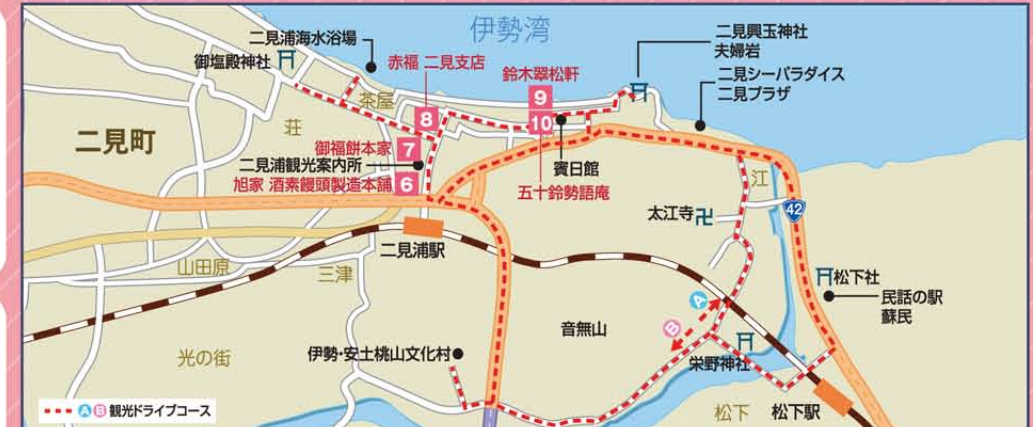 伊勢湾
二見浦海水浴場
御塩殿神社
赤福 二見支店
鈴木翠松軒
二見興玉神社
夫婦岩
二見シーパラダイス
二見プラザ
茶屋
荘
8
9
10
二見町
御福餅本家
7
二見浦観光案内所
旭家 酒素饅頭製造本舗
6
賓日館
五十鈴勢語庵
江
太江寺
42
二見浦駅
山田原
三津
松下社
民話の駅
蘇民
A
B
音無山
光の街
伊勢・安土桃山文化村
栄野神社
松下
松下駅
A B 観光ドライブコース